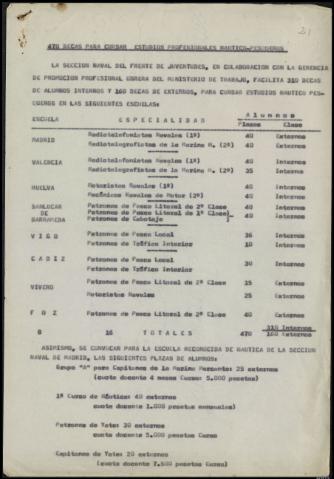 21
470 BECAS PARA CURSAR ESTUDIOS PROFESIONALES NAUTICO-PESQUEROS
LA SECCION NAVAL DEL FRENTE DE JUVENTUDES, EN COLABORACION CON LA GERENCIA
DE PROMOCION PROFESIONAL OBRERA DEL MINISTERIO DE TRABAJO, FACILITA 310 BECAS
DE ALUMNOS INTERNOS Y 160 BECAS DE EXTERNOS, PARA CURSAR ESTUDIOS NAUTICO PES-
QUEROS EN LAS SIGUIENTES ESCUELAS:
Alumnos
ESCUELA ESPECIALIDAD Plazas Clase
MADRID Radiotelefonistas Navales (1º) 40 Externos
Radiotelegrafistas de la Marina M. (2º) 40 Externos
VALENCIA Radiotelefonistas Navales (1º) 40 Internos
Radiotelegrafistas de la Marina M. (2º) 35 Interno
HUELVA Motoristas Navales (1º) 40 Internos
Mecánicos Navales de Motor (2º) 40 Internos
SANLUCAR DE BARRAMEDA Patrones de Pesca Litoral de 2ª Clase 40 Internos
Patrones de Pesca Litoral de 1ª Clase
Patrones de Cabotaje 40 Internos
VIGO Patrones de Pesca Local Internos
Patrones de Tráfico Interior 10 Internos
CADIZ Patrones de Pesca Local 30 Internos
Patrones de Tráfico Interior
VIVERO Patrones de Pesca Litoral de 2ª Clase 15 Externos
Motoristas Navales 25 Externos
FOZ Patrones de Pesca Litoral de 2ª Clase 40 Externos
310 Internos
8 16 TOTALES 470 160 Externos
ASIMISMO, SE CONVOCAN PARA LA ESCUELA RECONOCIDA DE NAUTICA DE LA SECCION
NAVAL DE MADRID, LAS SIGUIENTES PLAZAS DE ALUMNOS:
Grupo "A" para Capitanes de la Marina Mercante: 25 externos
(cuota docente 4 meses Curso: 5.000 pesetas)
1º Curso de Náutica: 40 externos
cuota docente 1.000 pesetas mensuales)
Patrones de Yate: 30 externos
cuota docente 5.000 pesetas Curso
Capitanes de Yate: 20 externos
(cuota docente 7.500 pesetas Curso)